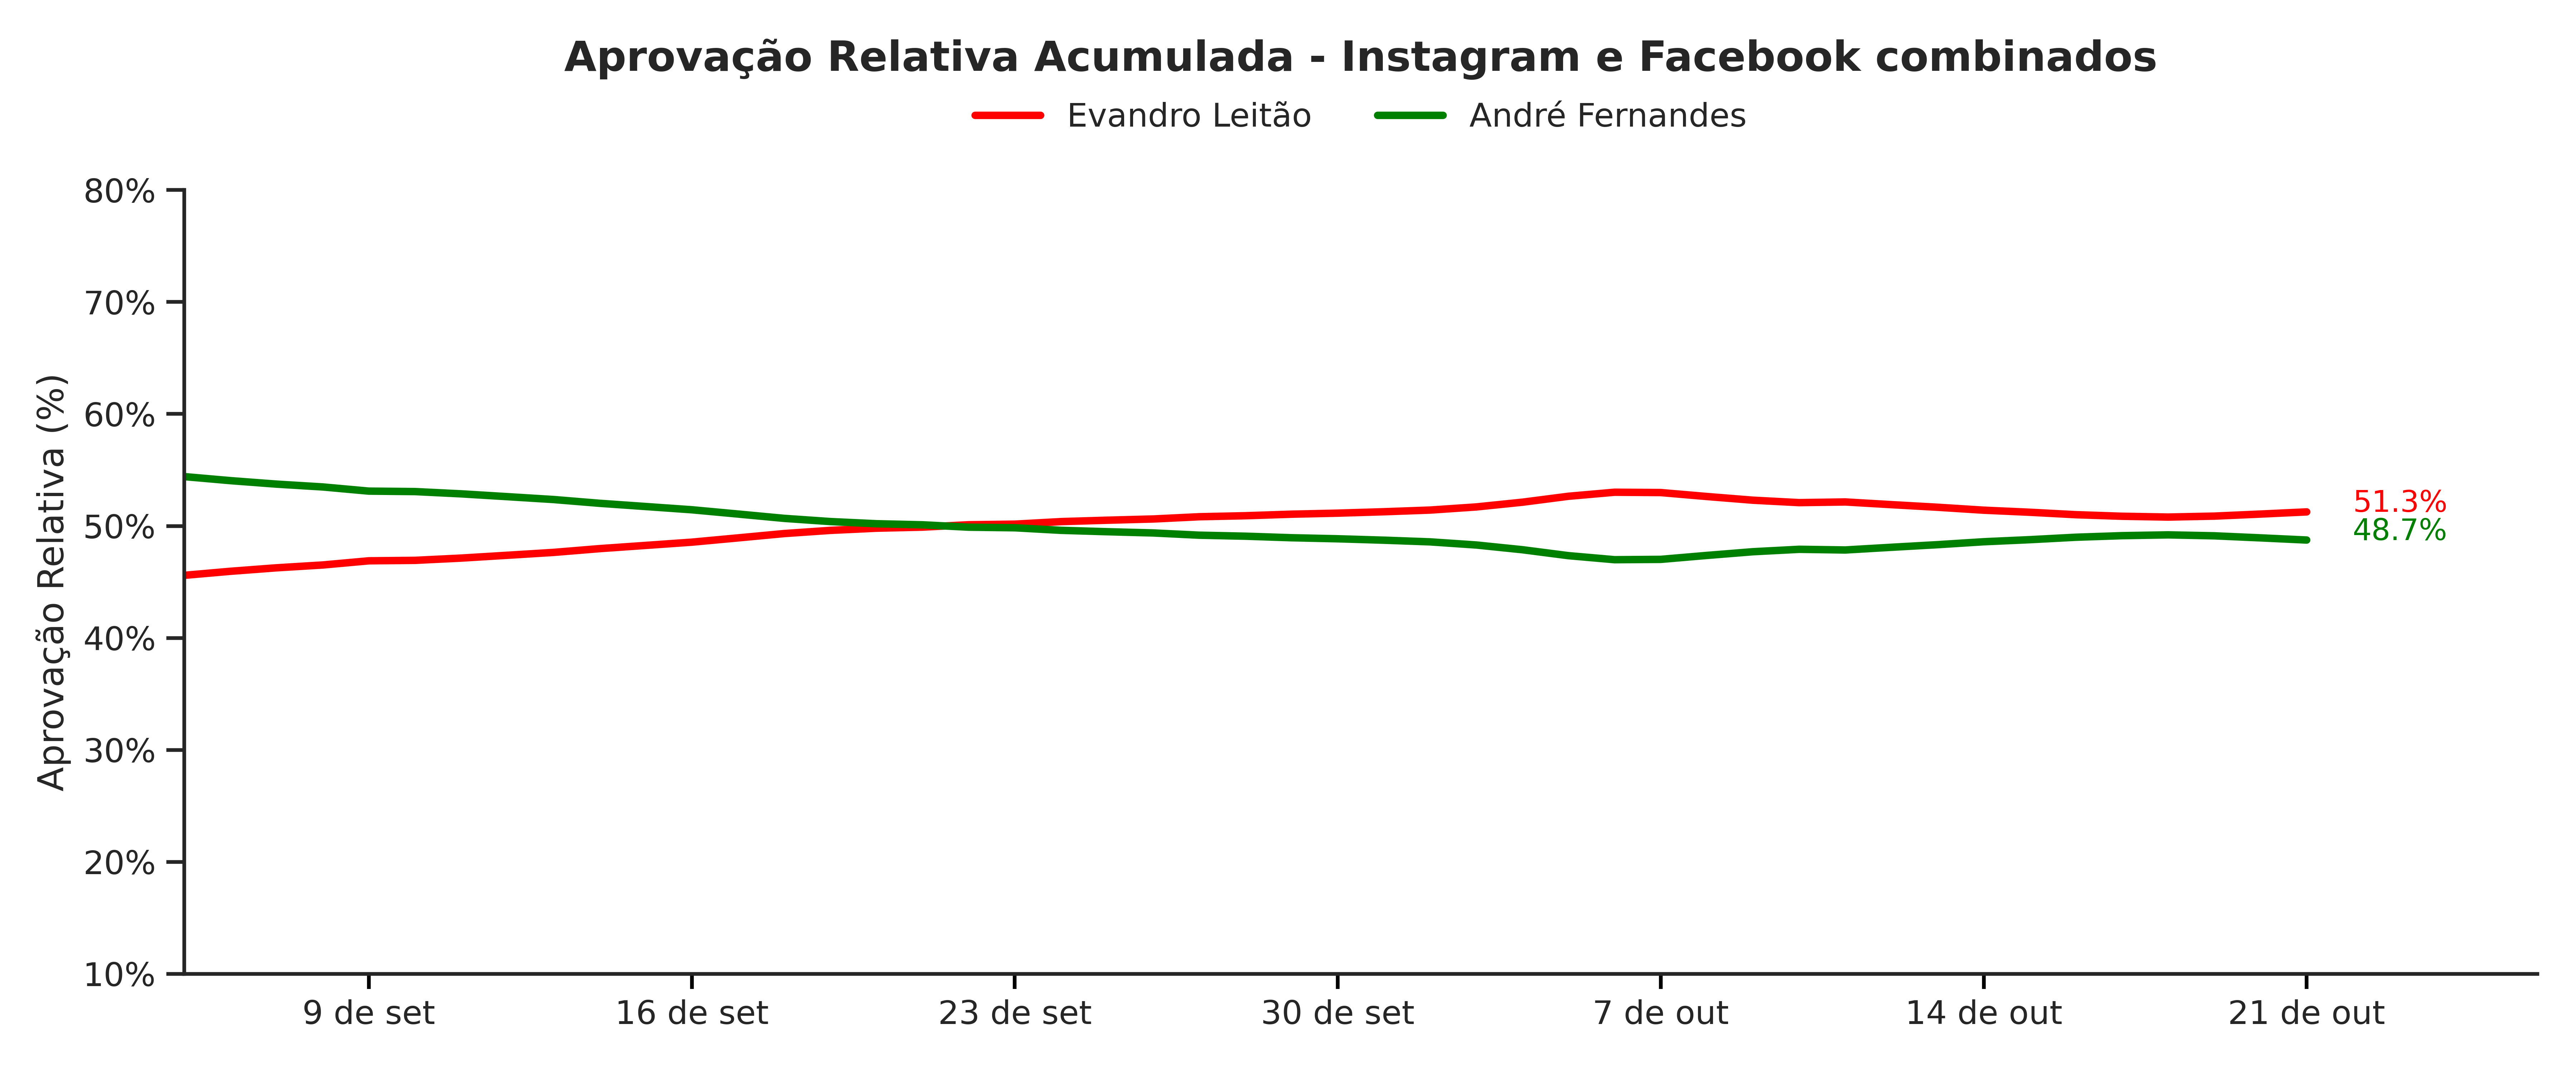 Aprovação Relativa Acumulada - Instagram e Facebook combinados
Evandro Leitão
André Fernandes
Aprovação Relativa (%)
80%
70%
60%
50%
40%
30%
20%
10%
51.3%
48.7%
9 de set
16 de set
23 de set
30 de set
7 de out
14 de out
21 de out